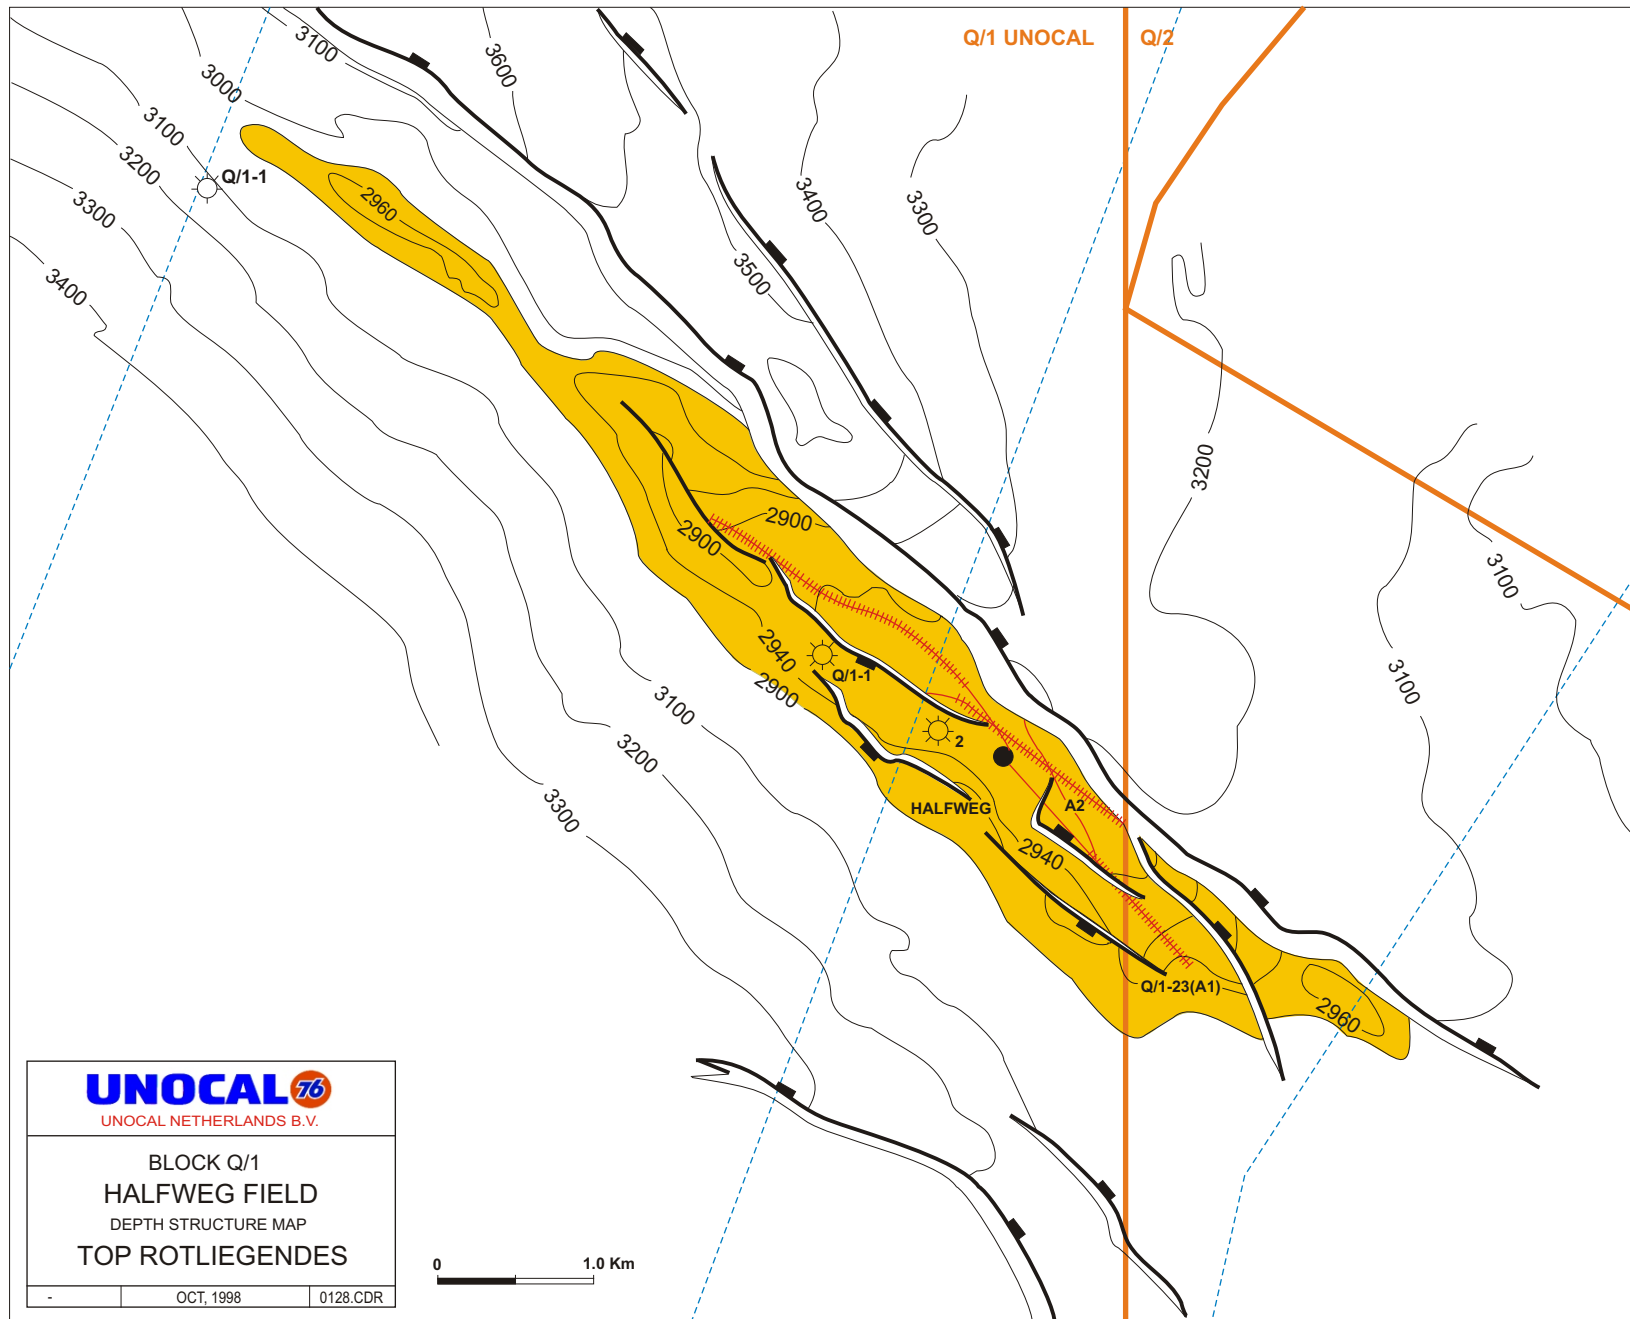 Q/1 UNOCAL
Q/2
3100
3600
3000
3100
3200
Q/1-1
3300
2960
3400
3300
3500
3400
3200
2900
2900
3100
2940
Q/1-1
2900
3100
3100
2
3200
HALFWEG
A2
3300
2940
Q/1-23(A1)
2960
UNOCAL 76
UNOCAL NETHERLANDS B.V.
BLOCK Q/1
HALFWEG FIELD
DEPTH STRUCTURE MAP
TOP ROTLIEGENDES
-
OCT, 1998
0128.CDR
0
1.0 Km